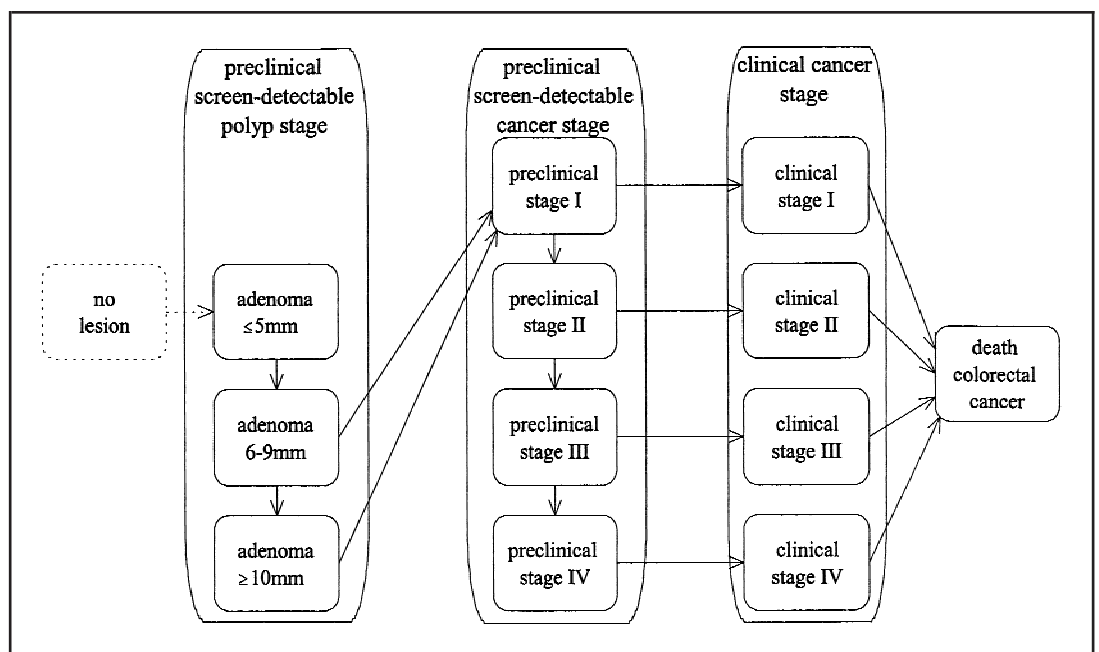 preclinical
screen-detectable
polyp stage
preclinical
screen-detectable
cancer stage
clinical cancer
stage
no
lesion
adenoma
≤5mm
adenoma
6-9mm
adenoma
≥10mm
preclinical
stage I
preclinical
stage II
preclinical
stage III
preclinical
stage IV
clinical
stage I
clinical
stage II
clinical
stage III
clinical
stage IV
death
colorectal
cancer